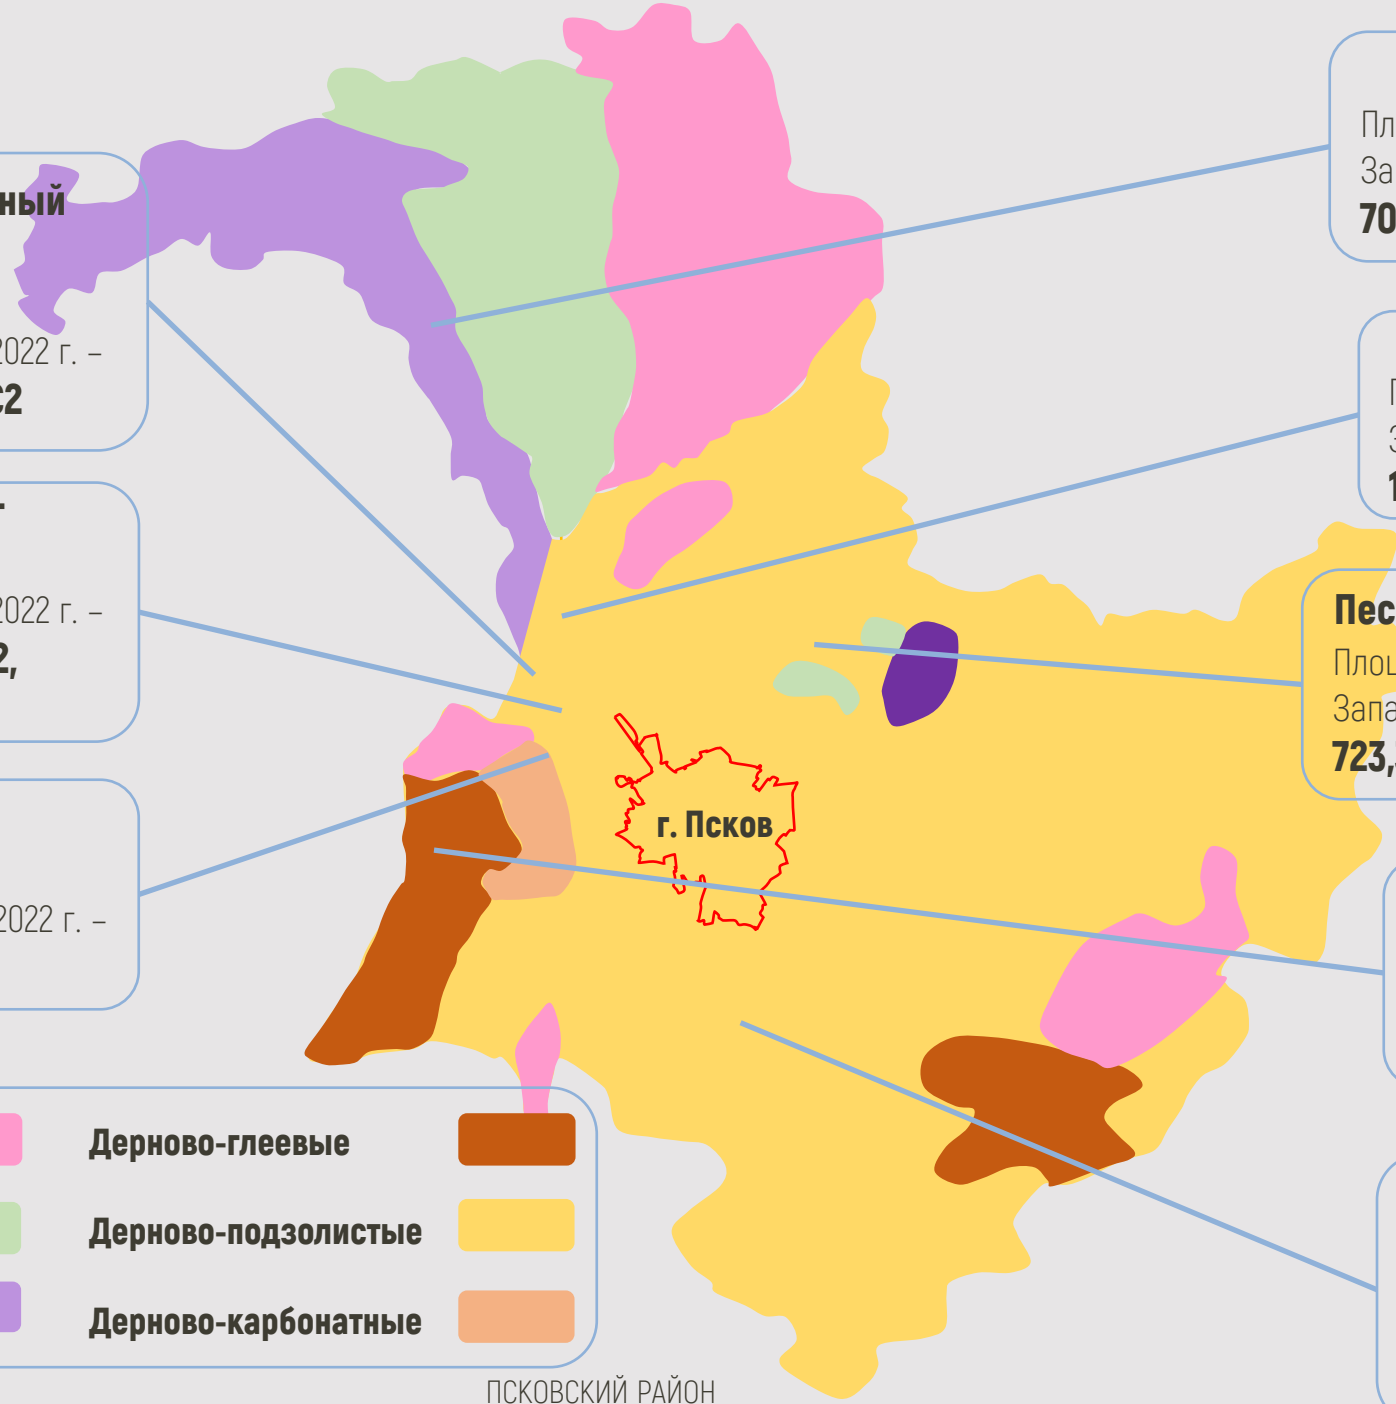 ный
2022 г. –
С2
2022 г. –
2,
2022 г. –
Пл
За
70
Пес
Площ
Запа
723,
г. Псков
Дерново-глеевые
Дерново-подзолистые
Дерново-карбонатные
ПСКОВСКИЙ РАЙОН